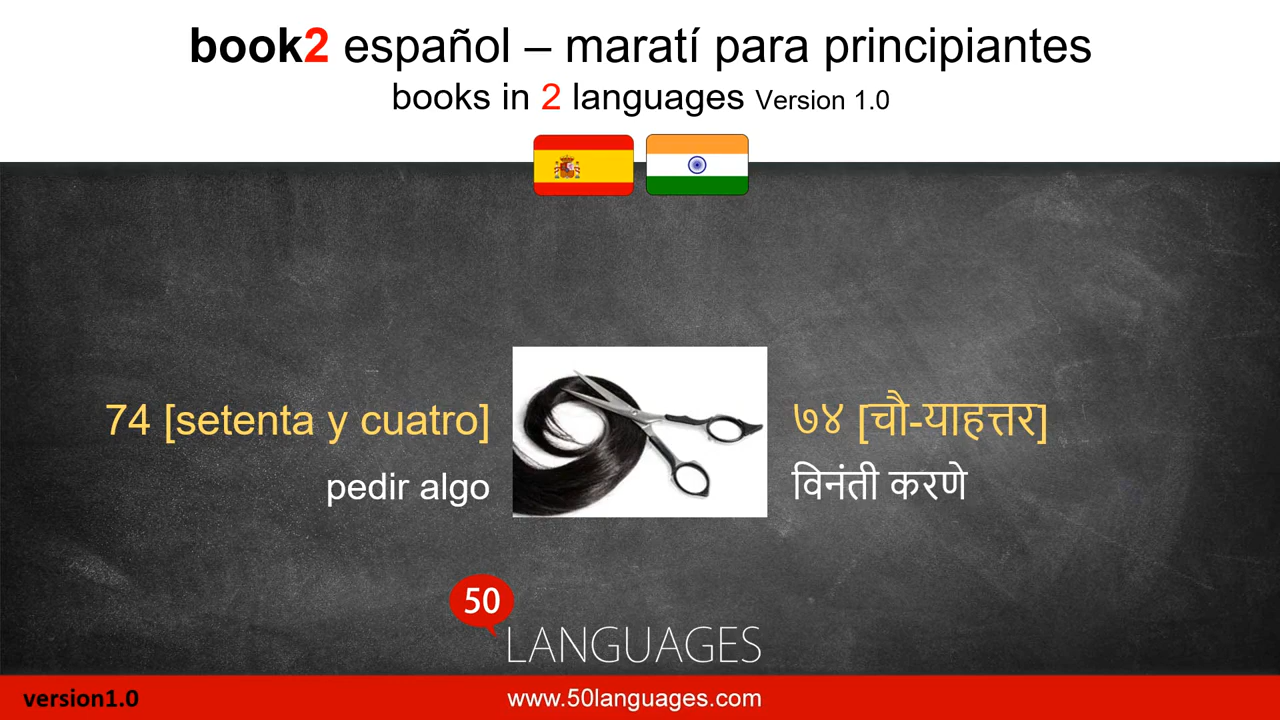 book2 español – maratí para principiantes
books in 2 languages Version 1.0
74 [setenta y cuatro]
pedir algo
७४ [चौ-याहत्तर]
विनंती करणे
50
LANGUAGES
version1.0
www.50languages.com